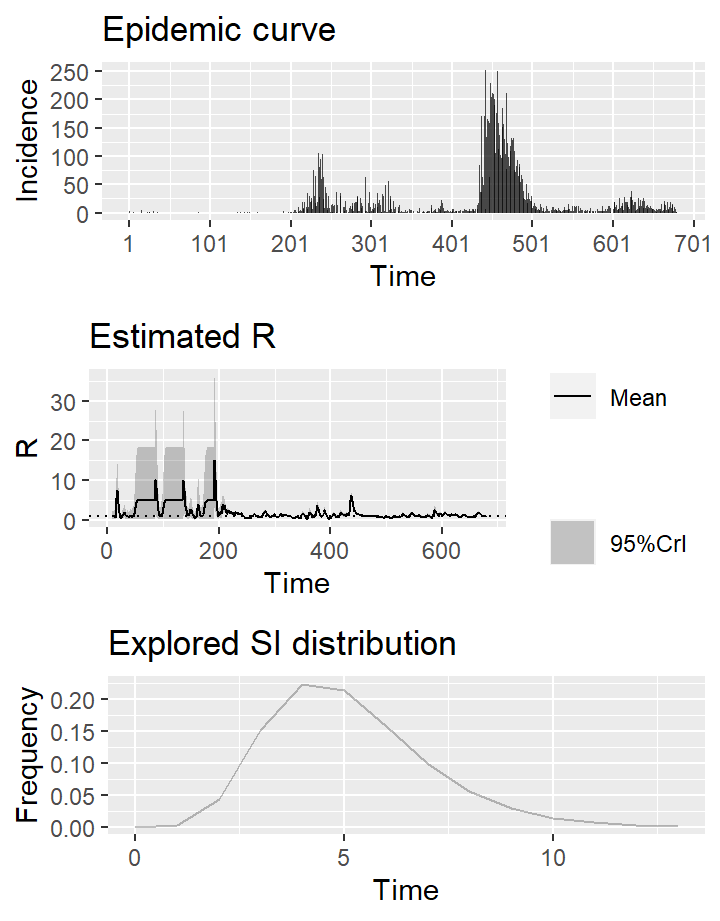 Epidemic curve
Incidence
250
200
150
100
50
0
1 101 201 301 401 501 601 701
Time
Estimated R
R
30
20
10
0
0 200 400 600
Time
Mean
95%CrI
Explored SI distribution
Frequency
0.20
0.15
0.10
0.05
0.00
0 5 10
Time